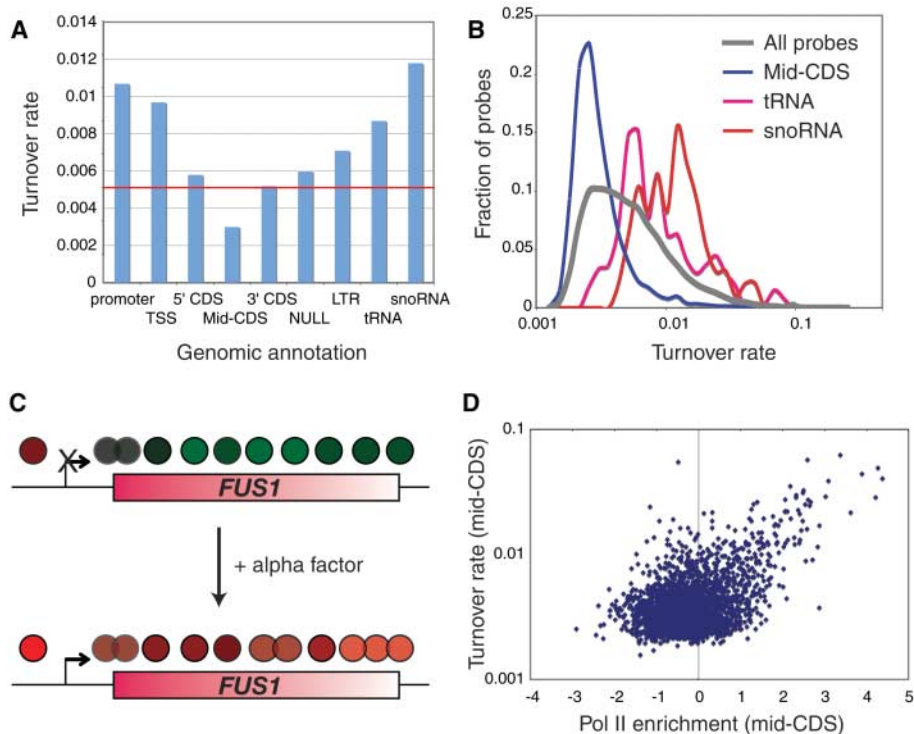 A
Turnover rate
0.014
0.012
0.01
0.008
0.006
0.004
0.002
0
promoter 5' CDS 3' CDS LTR snoRNA
TSS Mid-CDS NULL tRNA
Genomic annotation
B
Fraction of probes
0.25
0.2
0.15
0.1
0.05
0
All probes
Mid-CDS
tRNA
snoRNA
0.001 0.01 0.1
Turnover rate
C
X
FUS1
+ alpha factor
FUS1
D
Turnover rate (mid-CDS)
0.1
0.01
0.001
-4 -3 -2 -1 0 1 2 3 4 5
Pol II enrichment (mid-CDS)